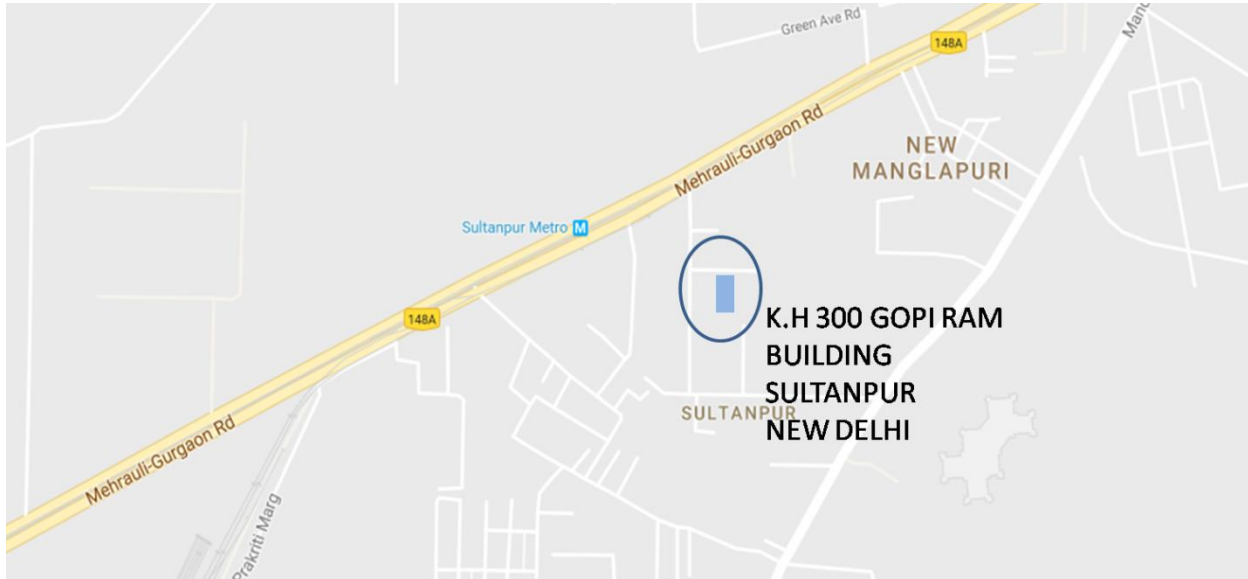 Green Ave Rd
148A
Mand
Mehrauli-Gurgaon Rd
NEW
MANGLAPURI
Sultanpur Metro M
148A
K.H 300 GOPI RAM
BUILDING
SULTANPUR
NEW DELHI
SULTANPUR
Mehrauli-Gurgaon Rd
Prakriti Marg